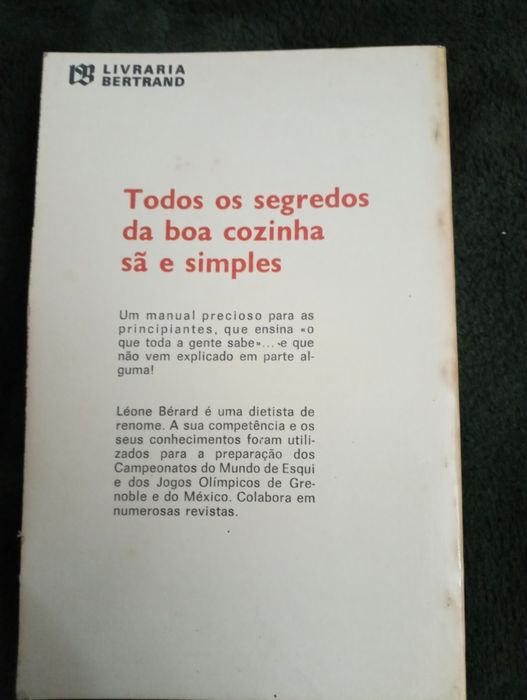 LIVRARIA
BERTRAND
Todos os segredos
da boa cozinha
sã e simples
Um manual precioso para as
principiantes, que ensina «o
que toda a gente sabe»... e que
não vem explicado em parte al-
guma!
Léone Bérard é uma dietista de
renome. A sua competência e os
seus conhecimentos foram utili-
zados para a preparação dos
Campeonatos do Mundo de Esqui
e dos Jogos Olímpicos de Gre-
noble e do México. Colabora em
numerosas revistas.